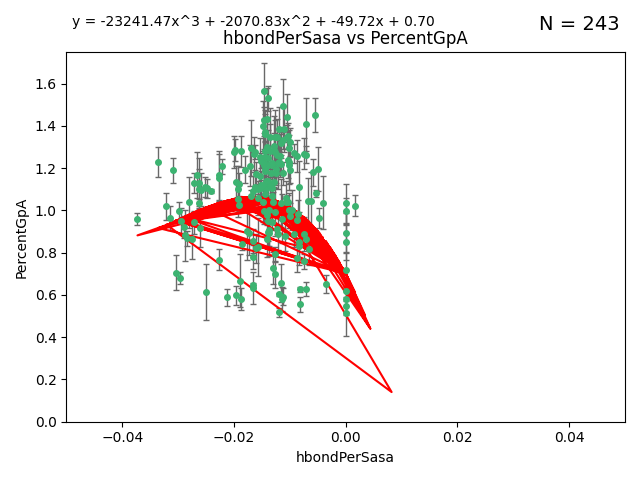 y = -23241.47x^3 + -2070.83x^2 + -49.72x + 0.70
N = 243
hbondPerSasa vs PercentGpA
1.6
1.4
1.2
1.0
0.8
0.6
0.4
0.2
0.0
PercentGpA
−0.04
−0.02
0.00
0.02
0.04
hbondPerSasa